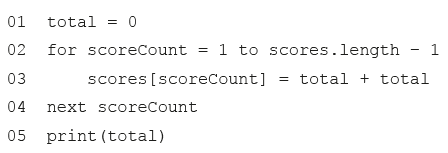 01 total = 0
02 for scoreCount = 1 to scores.length - 1
03     scores[scoreCount] = total + total
04 next scoreCount
05 print(total)